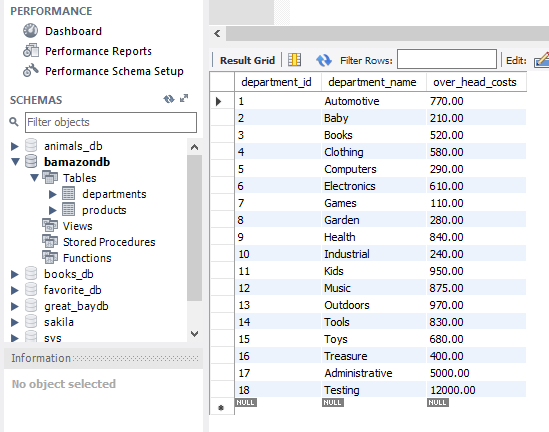 PERFORMANCE
Dashboard
Performance Reports
Performance Schema Setup
SCHEMAS
Filter objects
animals_db
bamazondb
Tables
departments
products
Views
Stored Procedures
Functions
books_db
favorite_db
great_baydb
sakila
sys
Information
No object selected
Result Grid Filter Rows: Edit:
department_id department_name over_head_costs
1 Automotive 770.00
2 Baby 210.00
3 Books 520.00
4 Clothing 580.00
5 Computers 290.00
6 Electronics 610.00
7 Games 110.00
8 Garden 280.00
9 Health 840.00
10 Industrial 240.00
11 Kids 950.00
12 Music 875.00
13 Outdoors 970.00
14 Tools 830.00
15 Toys 680.00
16 Treasure 400.00
17 Administrative 5000.00
18 Testing 12000.00
NULL NULL NULL